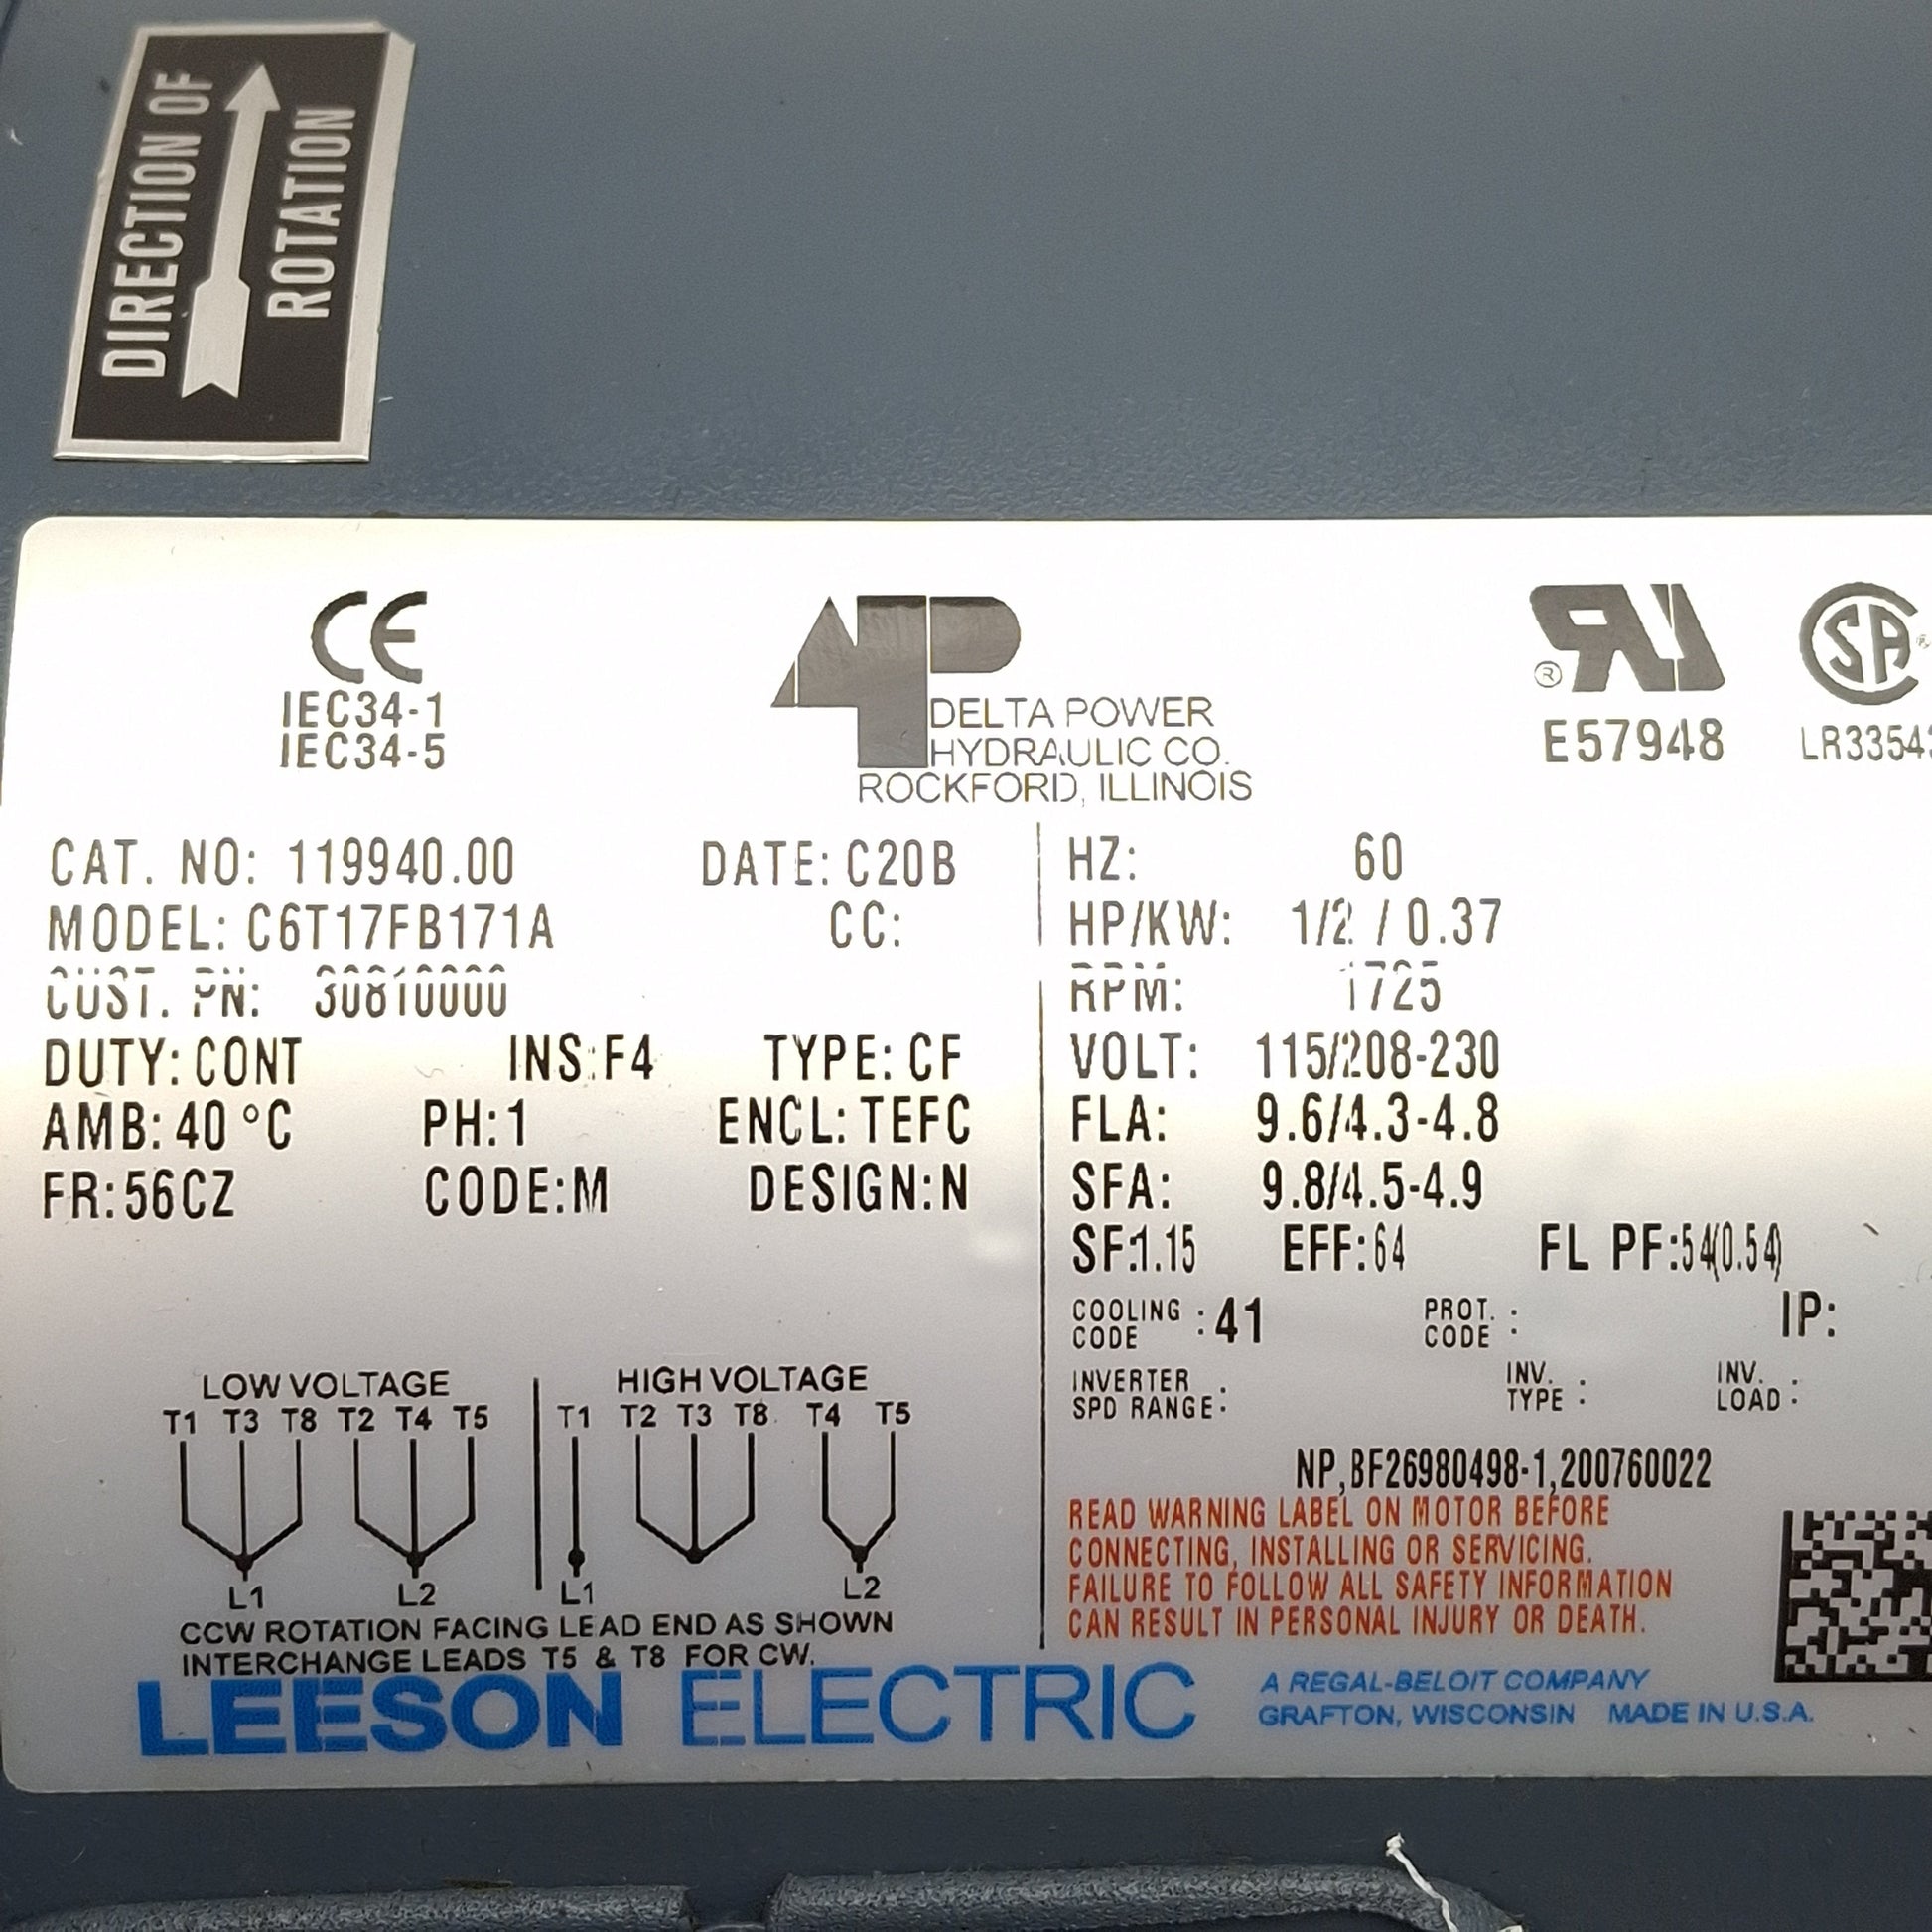 DIRECTION OF
ROTATION
CE
IEC34-1
IEC34-5
DELTA POWER
HYDRAULIC CO.
ROCKFORD, ILLINOIS
®
E57948
SA
LR3354
CAT. NO: 119940.00 DATE: C20B
MODEL: C6T17FB171A CC:
CUST. PN: 30810000
DUTY: CONT INS:F4 TYPE: CF
AMB: 40 °C PH:1 ENCL: TEFC
FR:56CZ CODE:M DESIGN:N
HZ: 60
HP/KW: 1/2 / 0.37
RPM: 1725
VOLT: 115/208-230
FLA: 9.6/4.3-4.8
SFA: 9.8/4.5-4.9
SF:1.15 EFF:64 FL PF:54(0.54)
COOLING CODE :41 PROT. CODE : IP:
INVERTER SPD RANGE: INV. TYPE : INV. LOAD :
NP,BF26980498-1,200760022
READ WARNING LABEL ON MOTOR BEFORE
CONNECTING, INSTALLING OR SERVICING.
FAILURE TO FOLLOW ALL SAFETY INFORMATION
CAN RESULT IN PERSONAL INJURY OR DEATH.
LOW VOLTAGE
T1 T3 T8 T2 T4 T5
L1 L2
HIGH VOLTAGE
T1 T2 T3 T8 T4 T5
L1 L2
CCW ROTATION FACING LEAD END AS SHOWN
INTERCHANGE LEADS T5 & T8 FOR CW.
LEESON ELECTRIC
A REGAL-BELOIT COMPANY
GRAFTON, WISCONSIN MADE IN U.S.A.